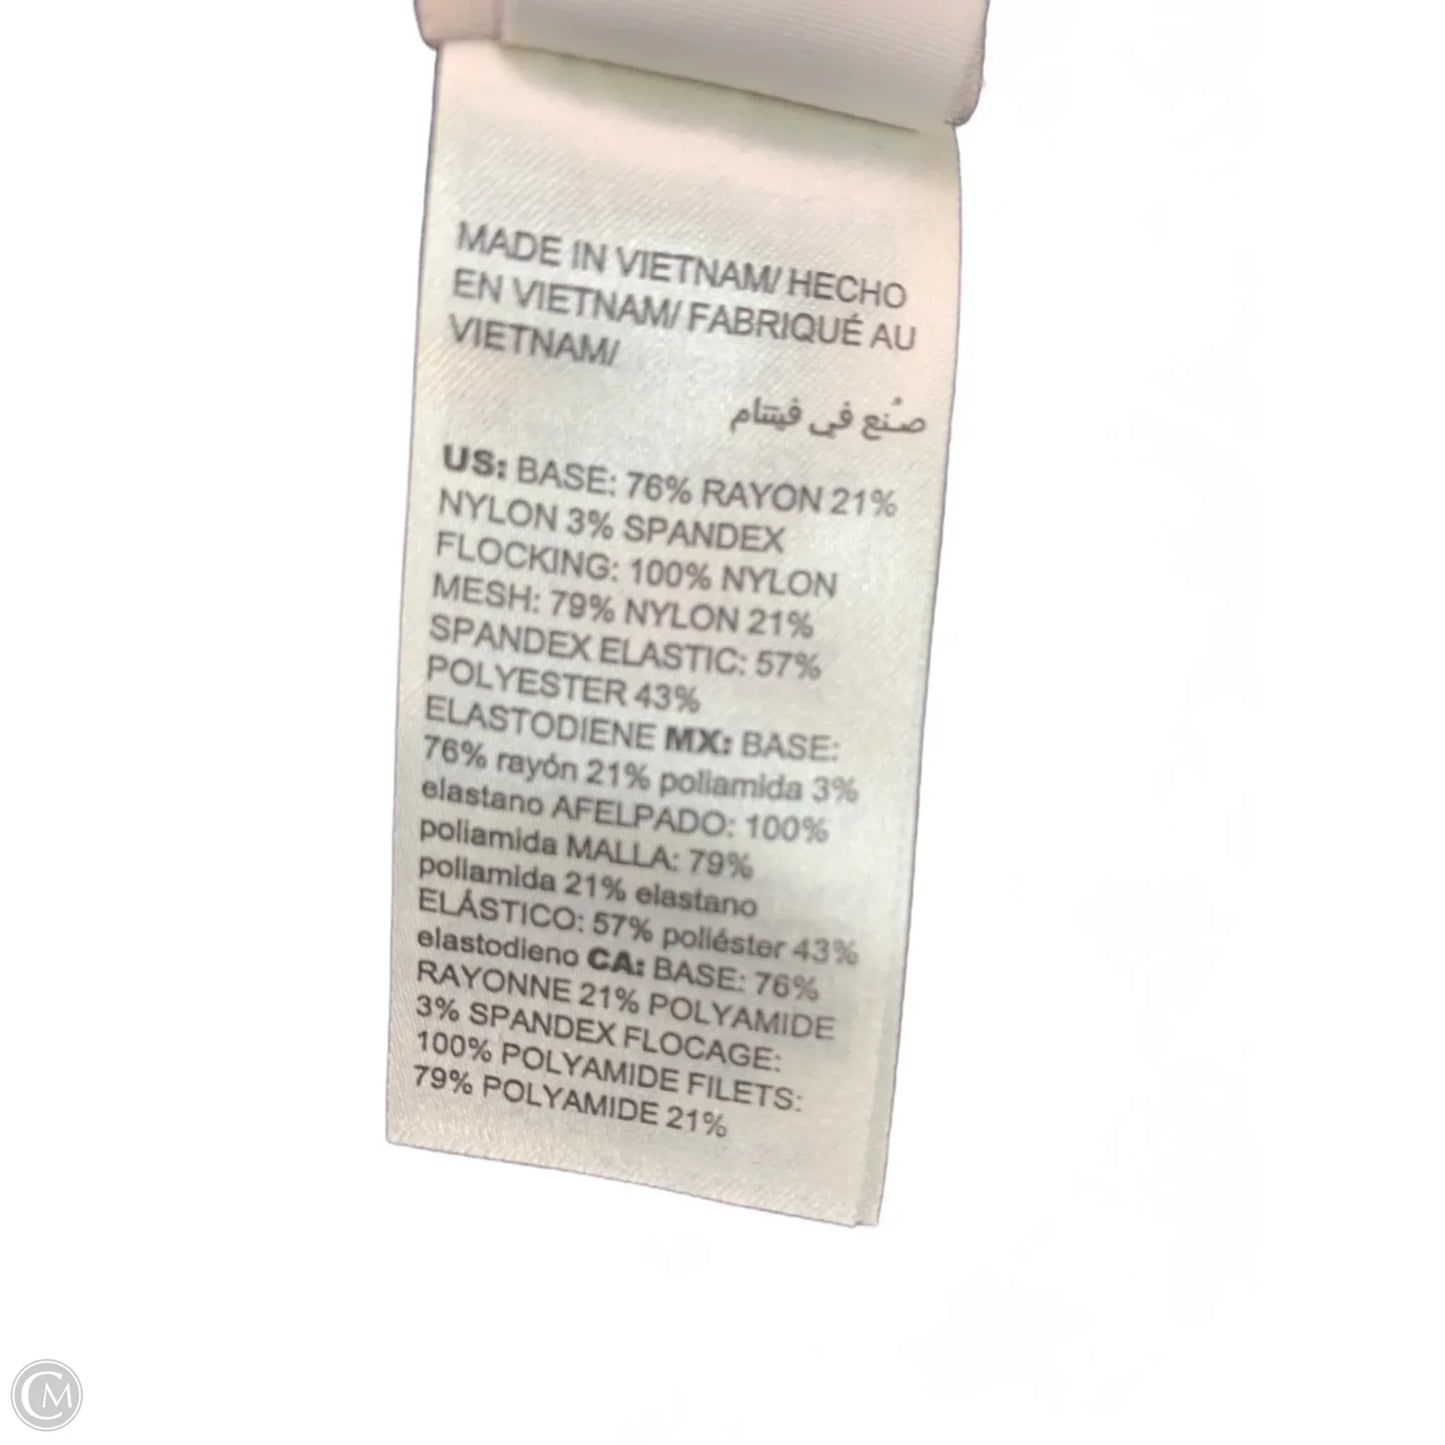 MADE IN VIETNAM/ HECHO
EN VIETNAM/ FABRIQUÉ AU
VIETNAM/
صُنع في فيتنام
US: BASE: 76% RAYON 21%
NYLON 3% SPANDEX
FLOCKING: 100% NYLON
MESH: 79% NYLON 21%
SPANDEX ELASTIC: 57%
POLYESTER 43%
ELASTODIENE MX: BASE:
76% rayón 21% poliamida 3%
elastano AFELPADO: 100%
poliamida MALLA: 79%
poliamida 21% elastano
ELÁSTICO: 57% poliéster 43%
elastodieno CA: BASE: 76%
RAYONNE 21% POLYAMIDE
3% SPANDEX FLOCAGE:
100% POLYAMIDE FILETS:
79% POLYAMIDE 21%
CM